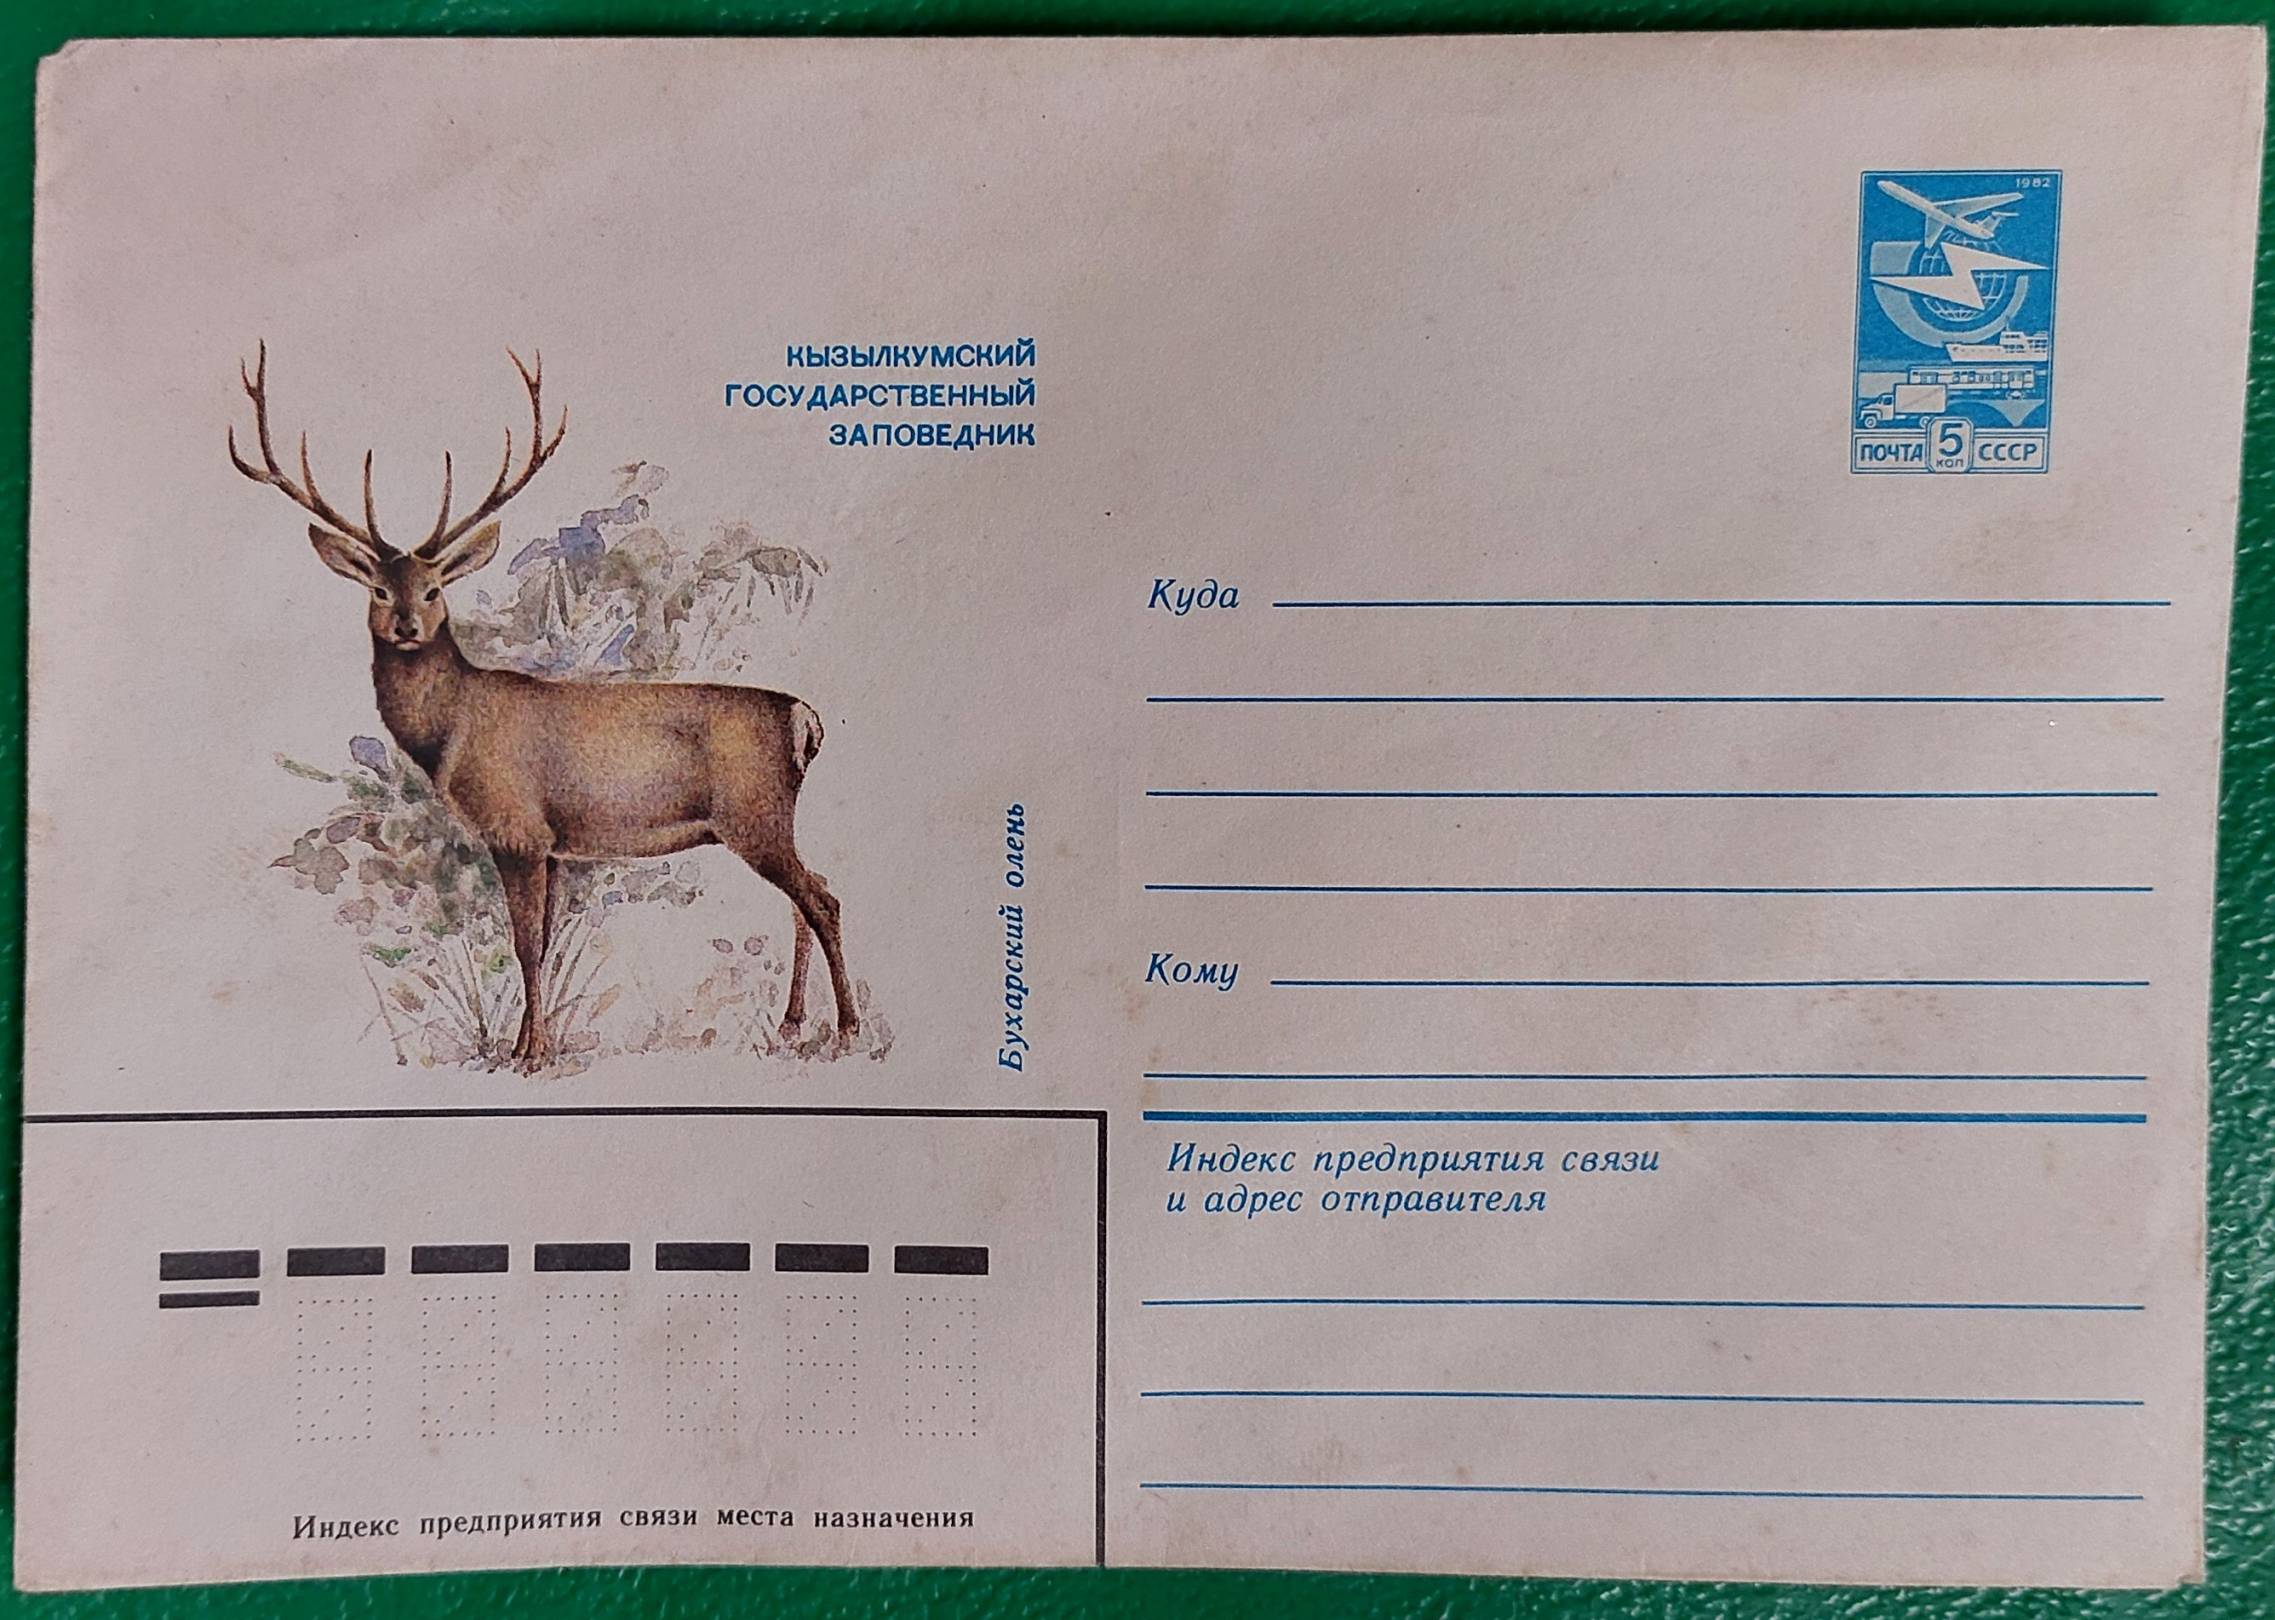 1982
ПОЧТА 5 КОП СССР
КЫЗЫЛКУМСКИЙ
ГОСУДАРСТВЕННЫЙ
ЗАПОВЕДНИК
Бухарский олень
Куда
Кому
Индекс предприятия связи
и адрес отправителя
Индекс предприятия связи места назначения